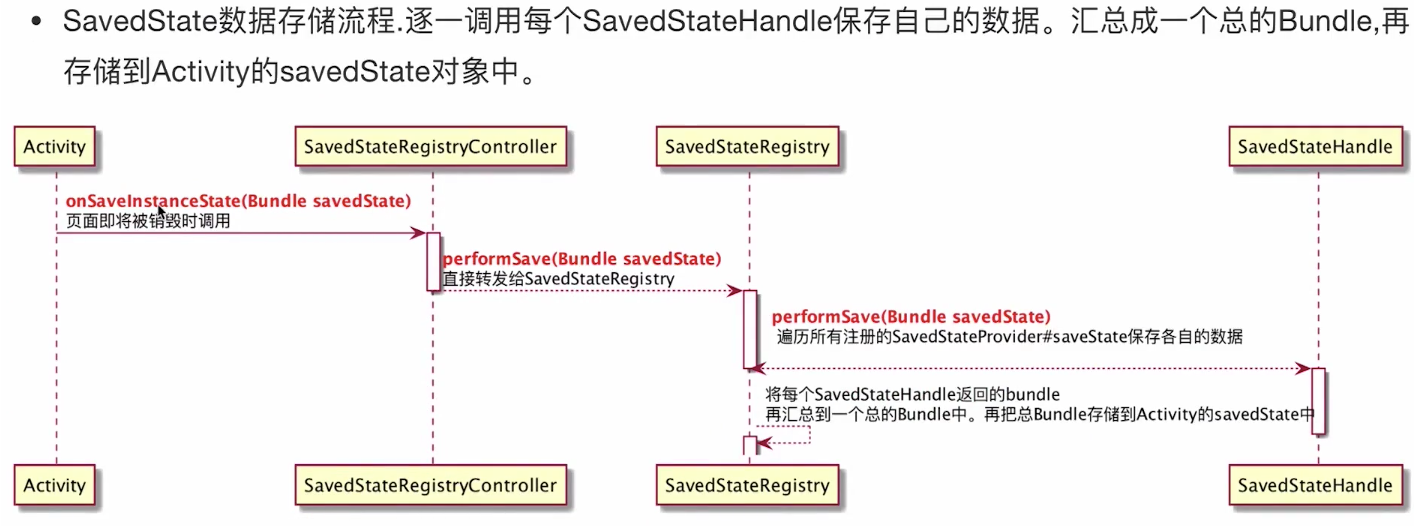 • SavedState数据存储流程.逐一调用每个SavedStateHandle保存自己的数据。汇总成一个总的Bundle,再
存储到Activity的savedState对象中。
Activity
SavedStateRegistryController
SavedStateRegistry
SavedStateHandle
onSaveInstanceState(Bundle savedState)
页面即将被销毁时调用
performSave(Bundle savedState)
直接转发给SavedStateRegistry
performSave(Bundle savedState)
遍历所有注册的SavedStateProvider#saveState保存各自的数据
将每个SavedStateHandle返回的bundle
再汇总到一个总的Bundle中。再把总Bundle存储到Activity的savedState中
Activity
SavedStateRegistryController
SavedStateRegistry
SavedStateHandle